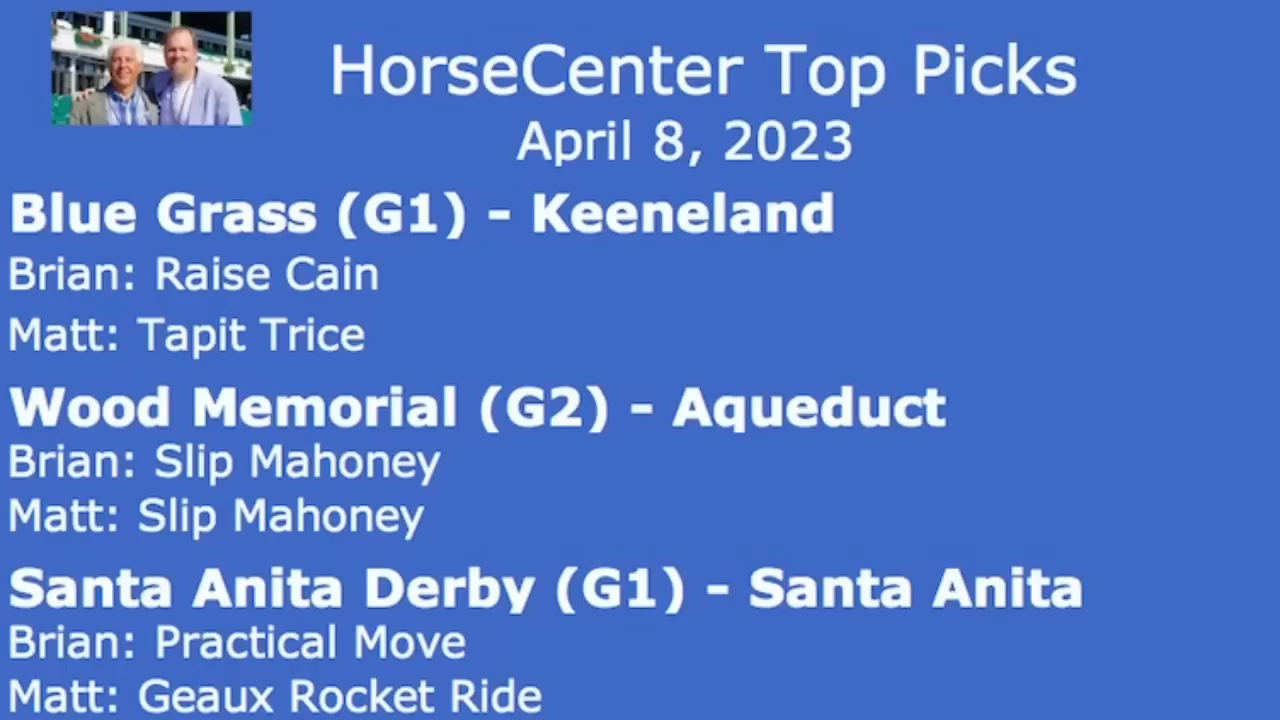 HorseCenter Top Picks
April 8, 2023
Blue Grass (G1) - Keeneland
Brian: Raise Cain
Matt: Tapit Trice
Wood Memorial (G2) - Aqueduct
Brian: Slip Mahoney
Matt: Slip Mahoney
Santa Anita Derby (G1) - Santa Anita
Brian: Practical Move
Matt: Geaux Rocket Ride